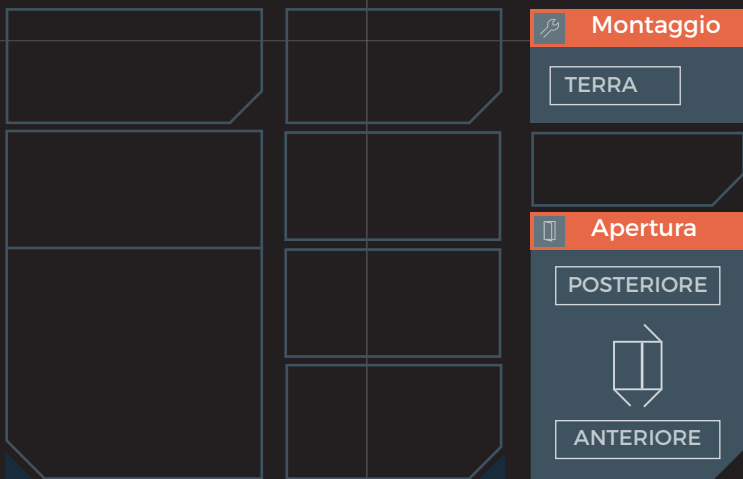 Montaggio
TERRA
Apertura
POSTERIORE
ANTERIORE